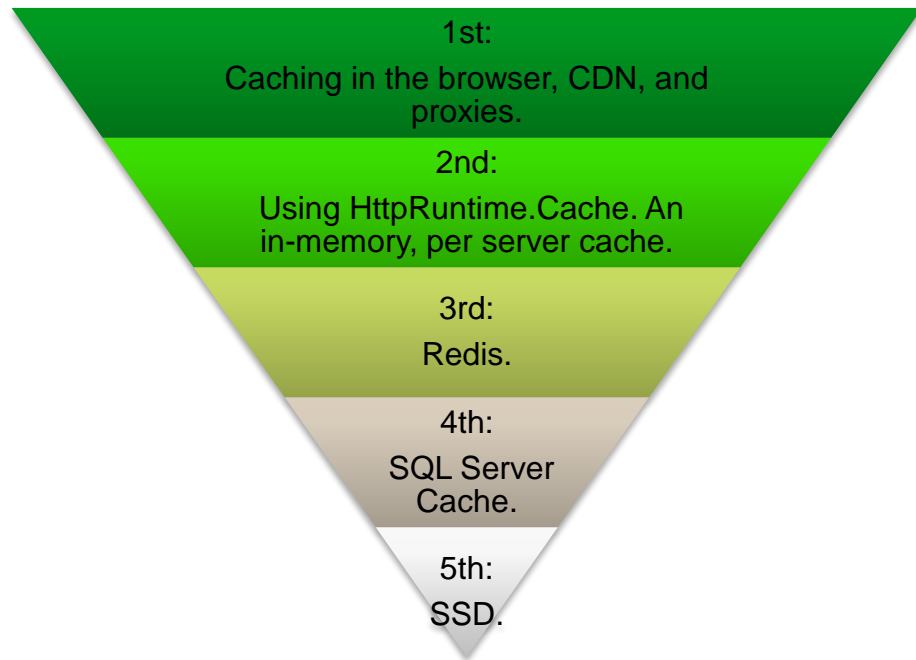 1st:
Caching in the browser, CDN, and
proxies.
2nd:
Using HttpRuntime.Cache. An
in-memory, per server cache.
3rd:
Redis.
4th:
SQL Server
Cache.
5th:
SSD.